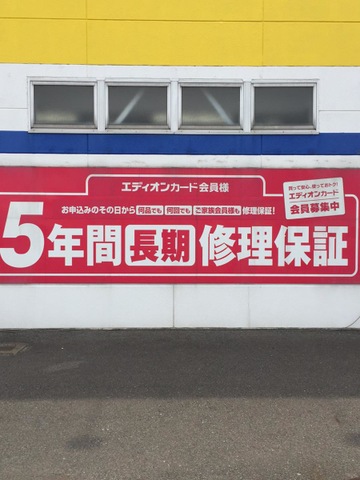 エディオンカード会員様
お申込みのその日から 何品でも 何回でも ご家族会員様も 修理保証!
5年間 長期 修理保証
買って安心、使っておトク!
エディオンカード
会員募集中